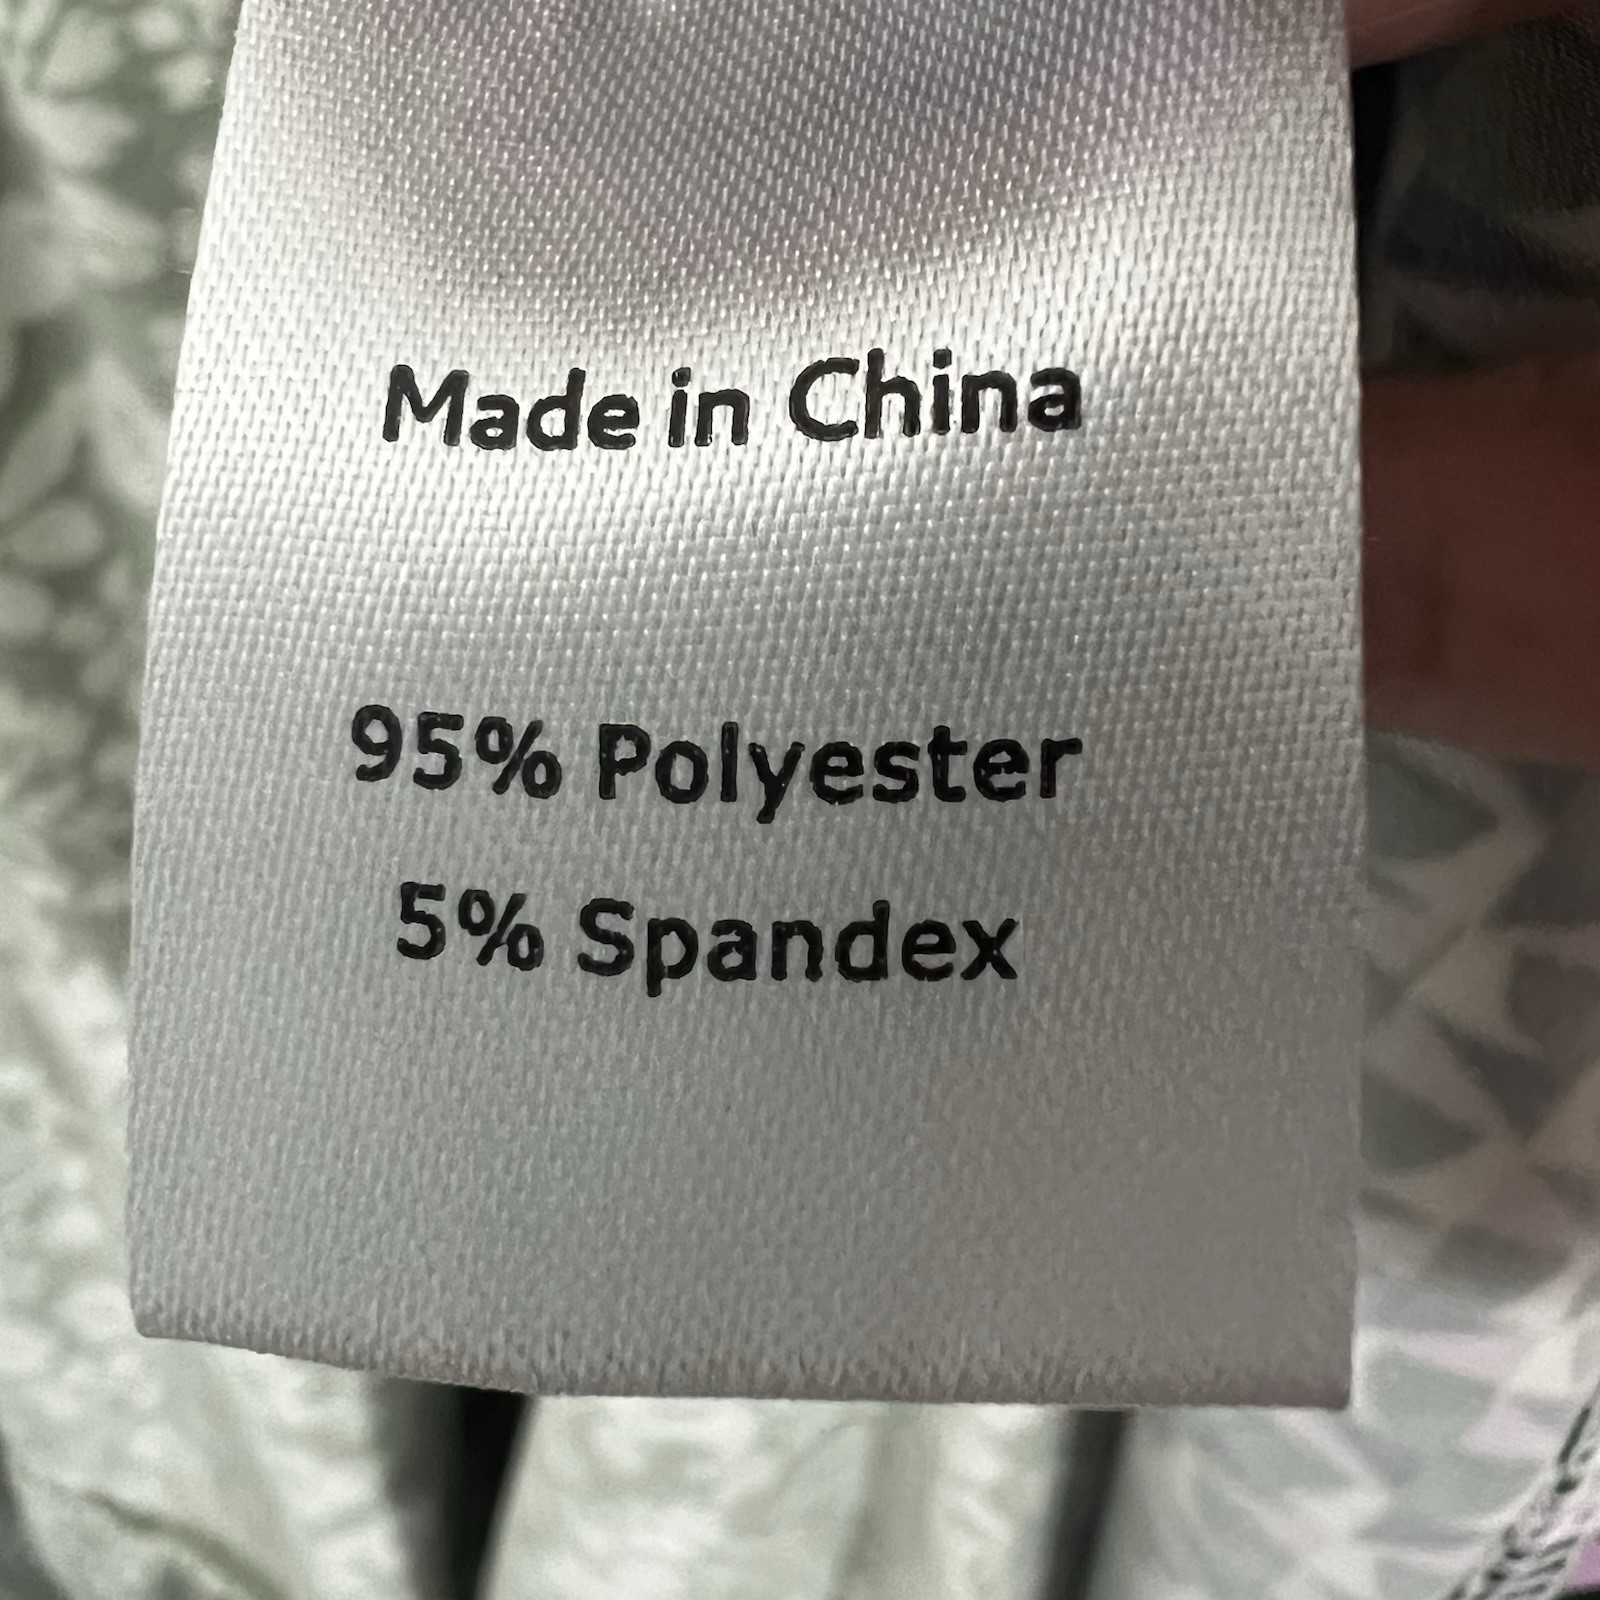 Made in China
95% Polyester
5% Spandex